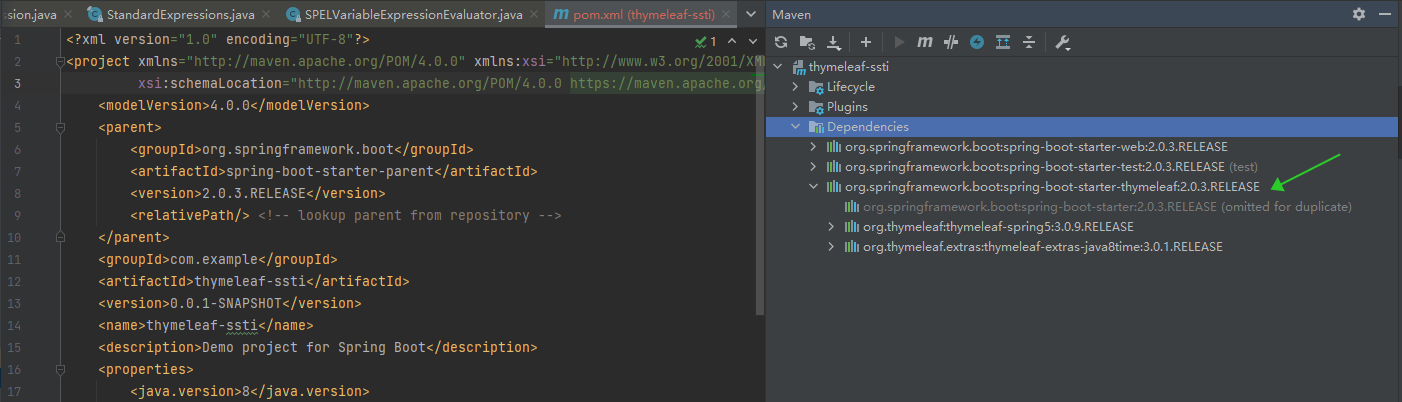 sion.java
StandardExpressions.java
SPELVariableExpressionEvaluator.java
pom.xml (thymeleaf-ssti)
1 <?xml version="1.0" encoding="UTF-8"?>
1
2 <project xmlns="http://maven.apache.org/POM/4.0.0" xmlns:xsi="http://www.w3.org/2001/XM
3 xsi:schemaLocation="http://maven.apache.org/POM/4.0.0 https://maven.apache.org/
4 <modelVersion>4.0.0</modelVersion>
5 <parent>
6 <groupId>org.springframework.boot</groupId>
7 <artifactId>spring-boot-starter-parent</artifactId>
8 <version>2.0.3.RELEASE</version>
9 <relativePath/> <!-- lookup parent from repository -->
10 </parent>
11 <groupId>com.example</groupId>
12 <artifactId>thymeleaf-ssti</artifactId>
13 <version>0.0.1-SNAPSHOT</version>
14 <name>thymeleaf-ssti</name>
15 <description>Demo project for Spring Boot</description>
16 <properties>
17 <java.version>8</java.version>
Maven
thymeleaf-ssti
Lifecycle
Plugins
Dependencies
org.springframework.boot:spring-boot-starter-web:2.0.3.RELEASE
org.springframework.boot:spring-boot-starter-test:2.0.3.RELEASE (test)
org.springframework.boot:spring-boot-starter-thymeleaf:2.0.3.RELEASE
org.springframework.boot:spring-boot-starter:2.0.3.RELEASE (omitted for duplicate)
org.thymeleaf:thymeleaf-spring5:3.0.9.RELEASE
org.thymeleaf.extras:thymeleaf-extras-java8time:3.0.1.RELEASE